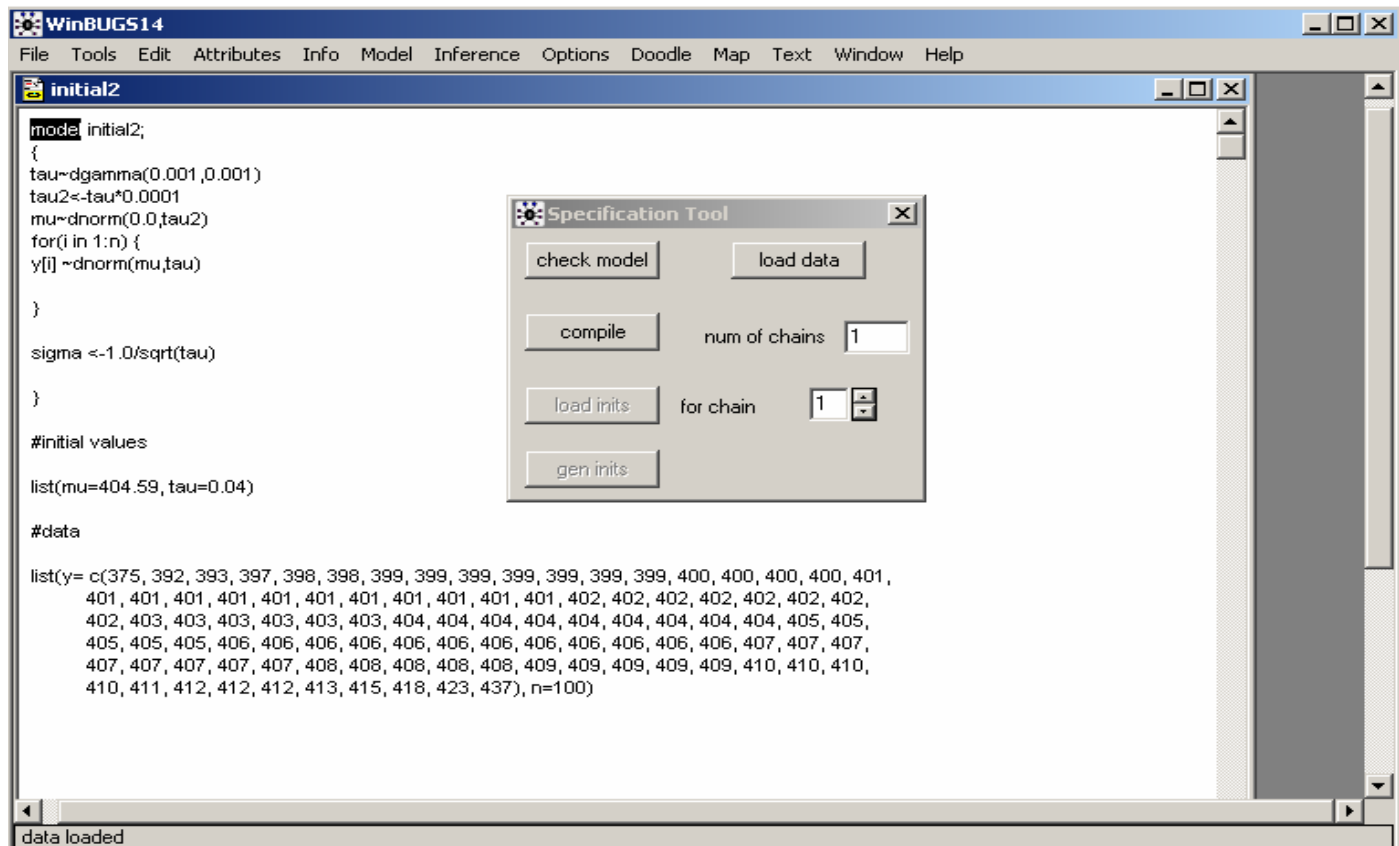 WinBUGS14
File Tools Edit Attributes Info Model Inference Options Doodle Map Text Window Help
initial2
model initial2;
{
tau~dgamma(0.001,0.001)
tau2<-tau*0.0001
mu~dnorm(0.0,tau2)
for(i in 1:n) {
y[i] ~dnorm(mu,tau)
}
sigma <-1.0/sqrt(tau)
}
#initial values
list(mu=404.59, tau=0.04)
#data
list(y= c(375, 392, 393, 397, 398, 398, 399, 399, 399, 399, 399, 399, 399, 400, 400, 400, 400, 401,
401, 401, 401, 401, 401, 401, 401, 401, 401, 401, 401, 402, 402, 402, 402, 402, 402, 402,
402, 403, 403, 403, 403, 403, 403, 404, 404, 404, 404, 404, 404, 404, 404, 404, 405, 405,
405, 405, 405, 406, 406, 406, 406, 406, 406, 406, 406, 406, 406, 406, 406, 407, 407, 407,
407, 407, 407, 407, 407, 408, 408, 408, 408, 408, 409, 409, 409, 409, 409, 410, 410, 410,
410, 411, 412, 412, 412, 413, 415, 418, 423, 437), n=100)
Specification Tool
check model load data
compile num of chains 1
load inits for chain 1
gen inits
data loaded